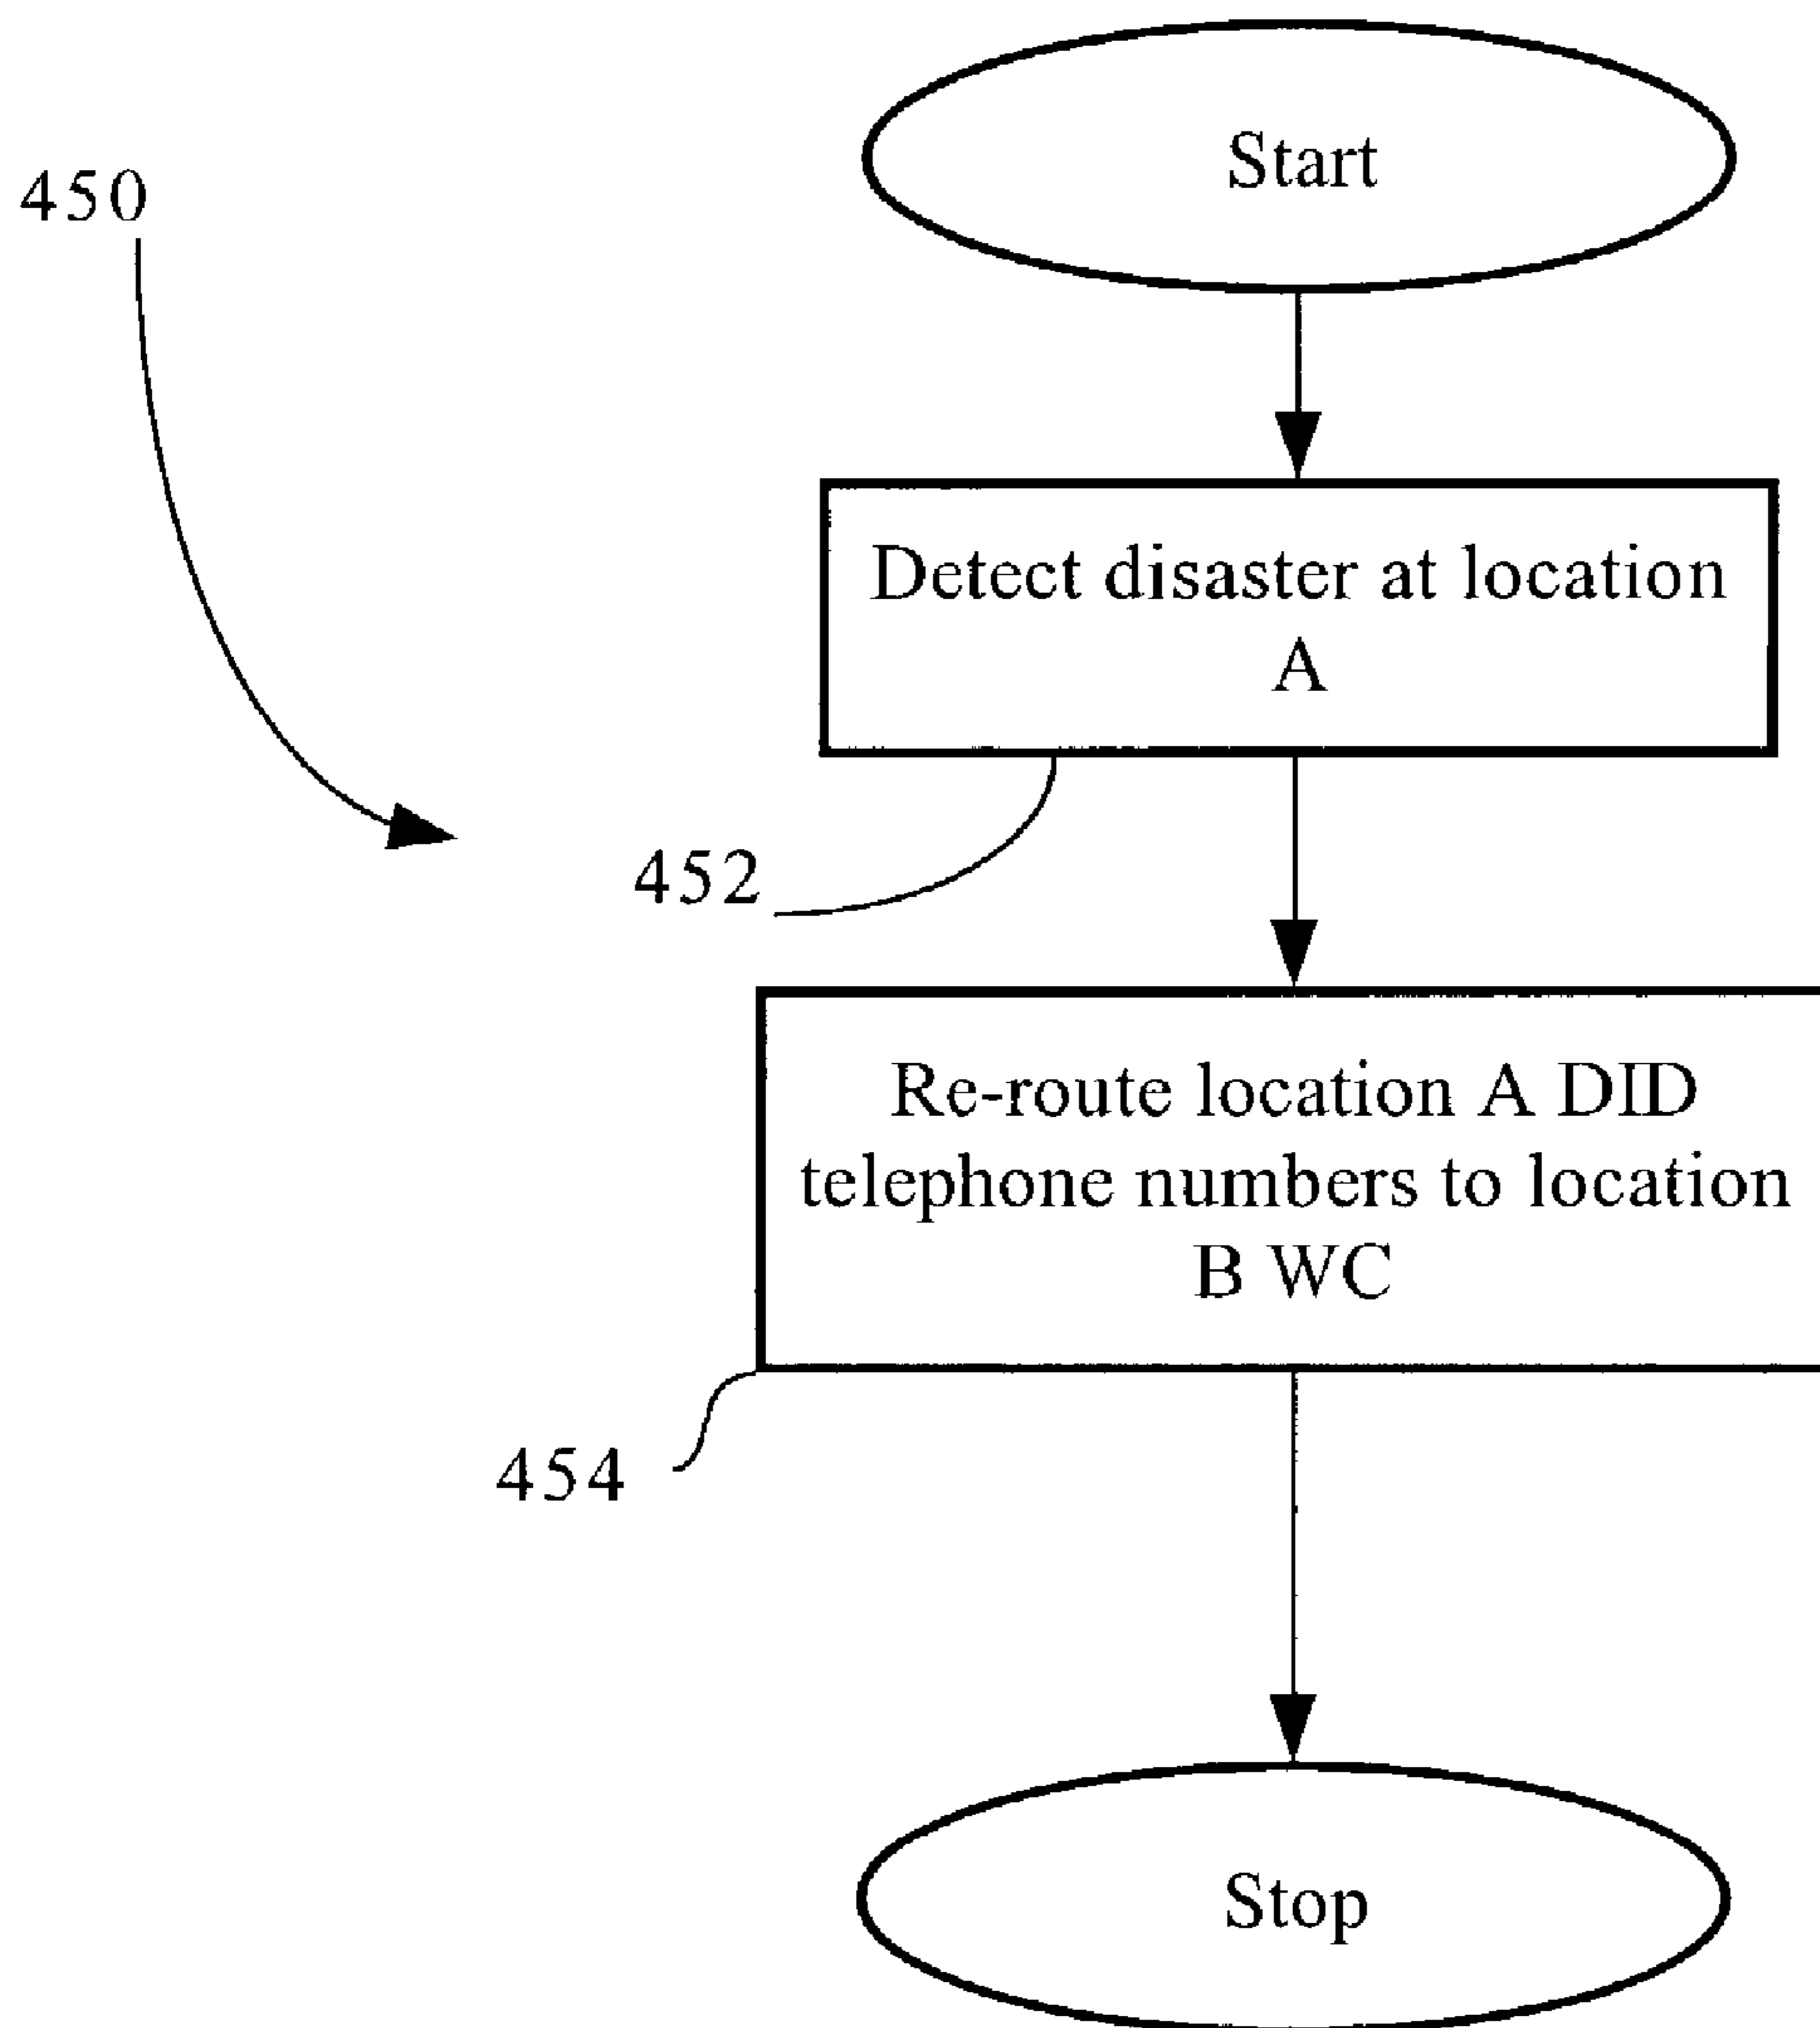 Start
450
Detect disaster at location
A
452
Re-route location A DID
telephone numbers to location
B WC
454
Stop